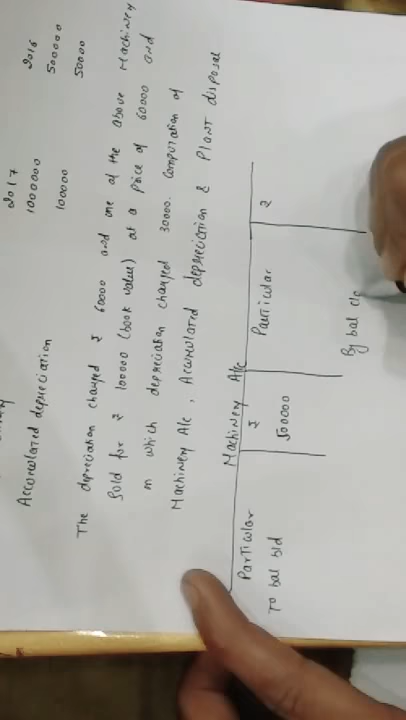 2017 2016
1000000 500000
Accumulated depreciation 100000 50000
The depreciation charged ₹ 60000 and one of the above Machinery
Sold for ₹ 100000 (book value) at a price of 60000 and
in which depreciation charged 30000. Computation of
Machinery A/c, Accumulated depreciation & Plant disposal
Machinery A/c
Particular ₹ Particular ₹
To bal b/d 500000
By bal c/d